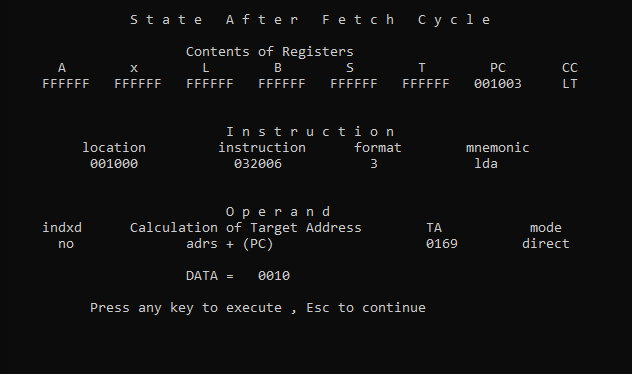 S t a t e   A f t e r   F e t c h   C y c l e
Contents of Registers
A x L B S T PC CC
FFFFFF FFFFFF FFFFFF FFFFFF FFFFFF FFFFFF 001003 LT
I n s t r u c t i o n
location instruction format mnemonic
001000 032006 3 lda
O p e r a n d
indxd Calculation of Target Address TA mode
no adrs + (PC) 0169 direct
DATA = 0010
Press any key to execute , Esc to continue